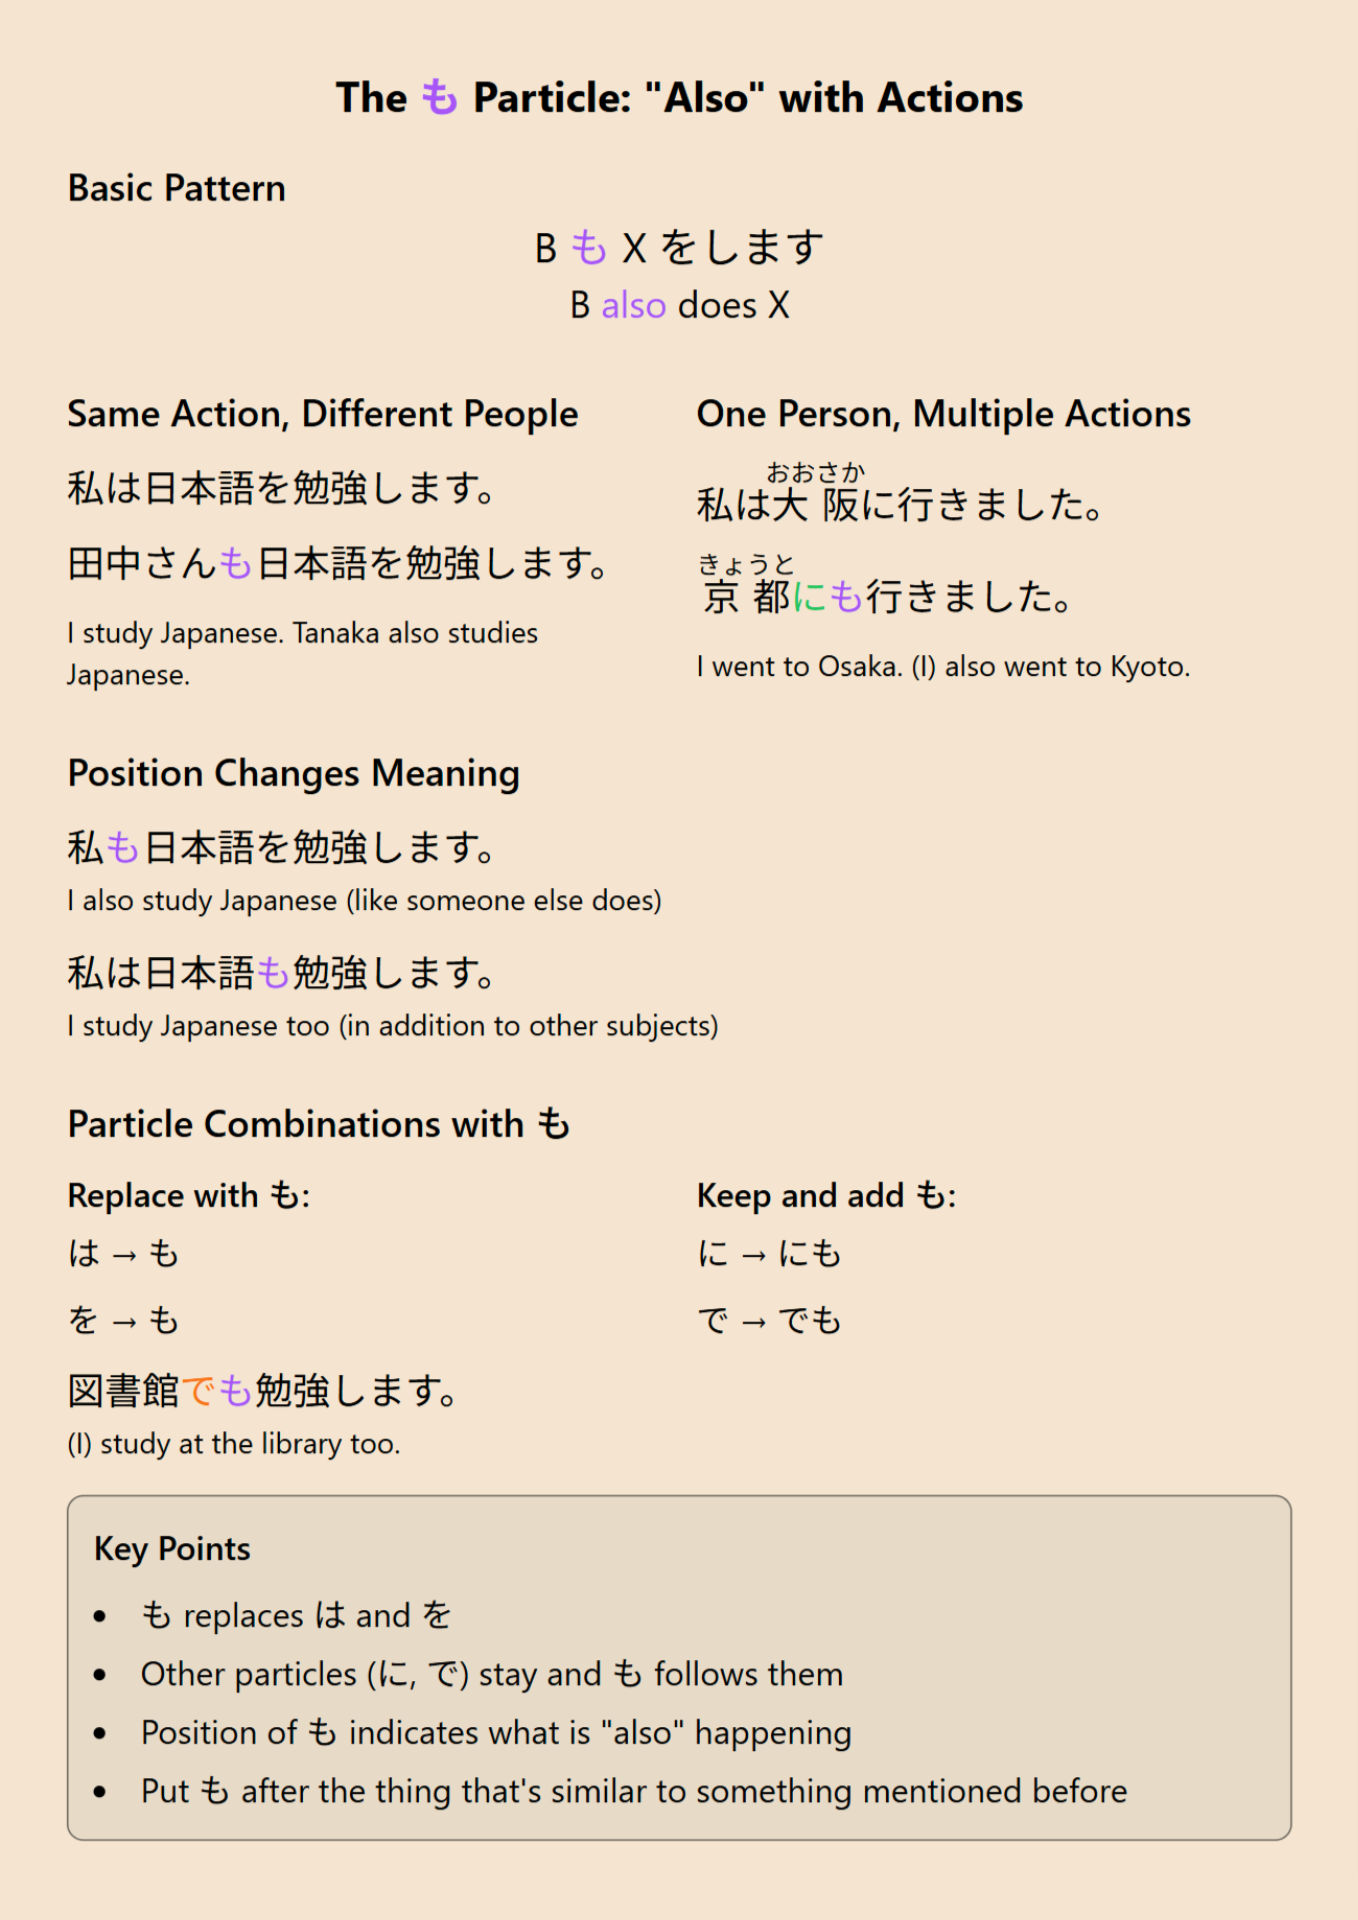 The も Particle: "Also" with Actions
Basic Pattern
B も X をします
B also does X
Same Action, Different People
私は日本語を勉強します。
田中さんも日本語を勉強します。
I study Japanese. Tanaka also studies
Japanese.
One Person, Multiple Actions
おおさか
私は大阪に行きました。
きょうと
京都にも行きました。
I went to Osaka. (I) also went to Kyoto.
Position Changes Meaning
私も日本語を勉強します。
I also study Japanese (like someone else does)
私は日本語も勉強します。
I study Japanese too (in addition to other subjects)
Particle Combinations with も
Replace with も:
は → も
を → も
Keep and add も:
に → にも
で → でも
図書館でも勉強します。
(I) study at the library too.
Key Points
• も replaces は and を
• Other particles (に, で) stay and も follows them
• Position of も indicates what is "also" happening
• Put も after the thing that's similar to something mentioned before